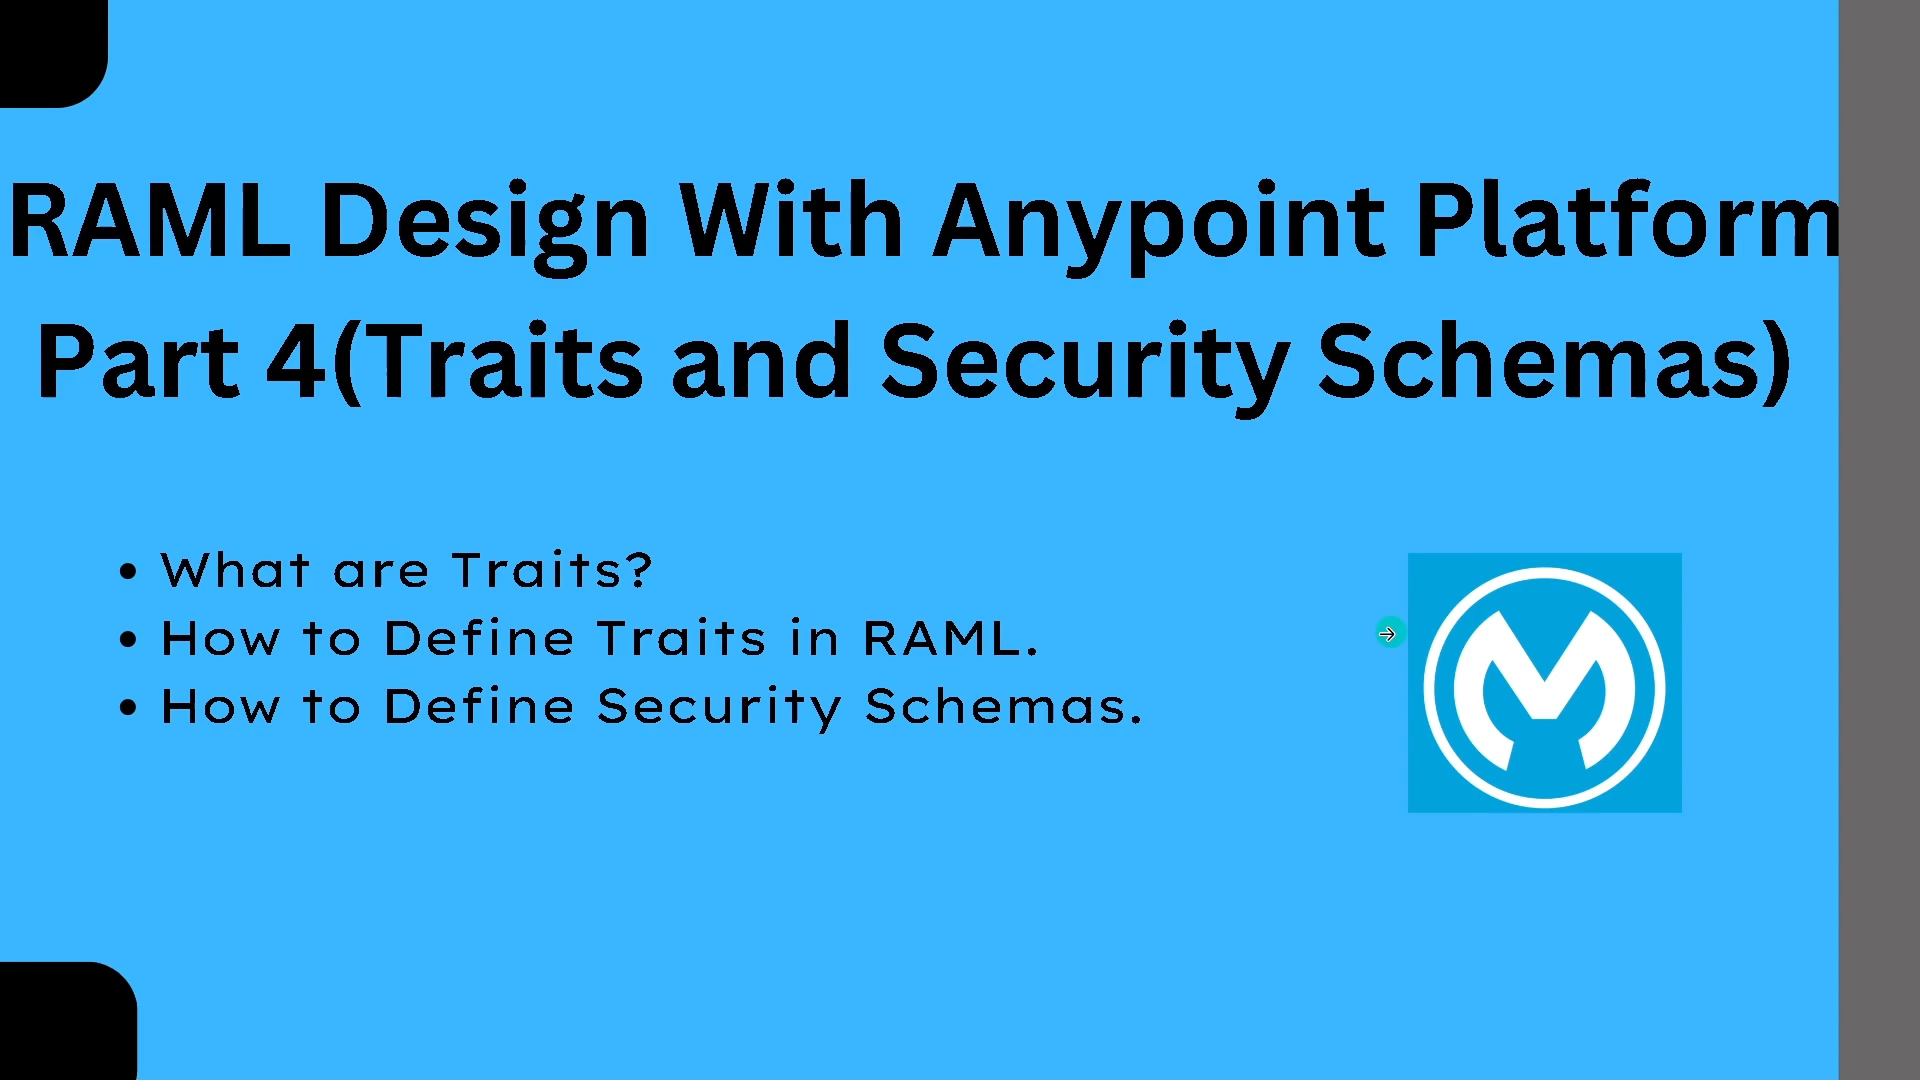 RAML Design With Anypoint Platform
Part 4(Traits and Security Schemas)
• What are Traits?
• How to Define Traits in RAML.
• How to Define Security Schemas.